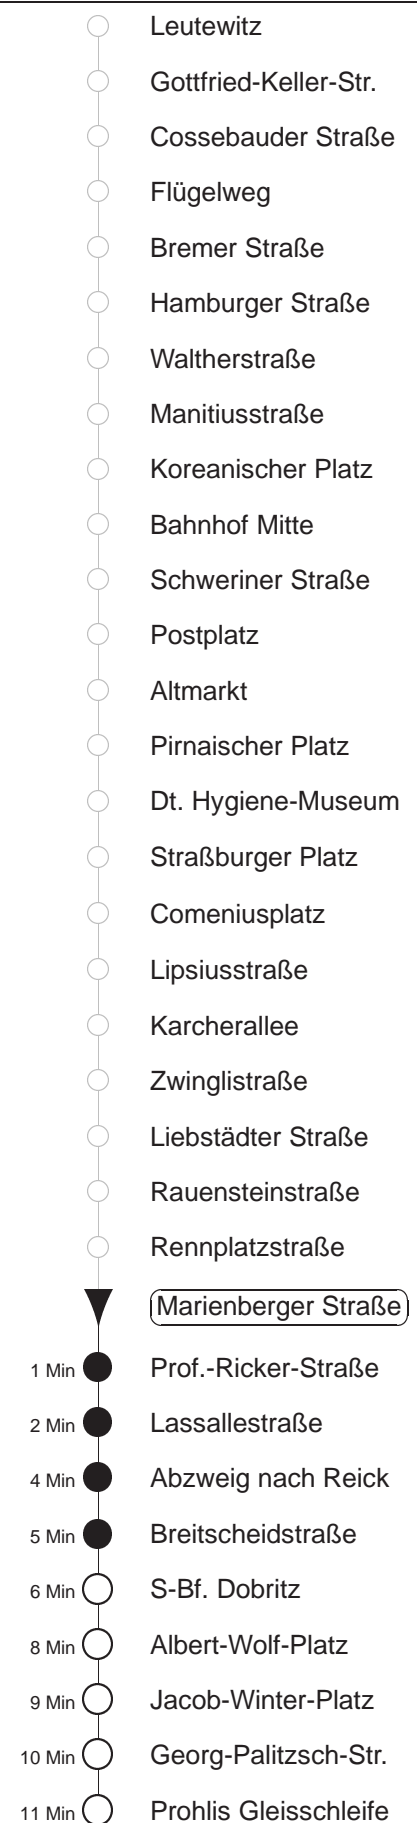 Leutewitz
Gottfried-Keller-Str.
Cossebauder Straße
Flügelweg
Bremer Straße
Hamburger Straße
Waltherstraße
Manitiusstraße
Koreanischer Platz
Bahnhof Mitte
Schweriner Straße
Postplatz
Altmarkt
Pirnaischer Platz
Dt. Hygiene-Museum
Straßburger Platz
Comeniusplatz
Lipsiusstraße
Karcherallee
Zwinglistraße
Liebstädter Straße
Rauensteinstraße
Rennplatzstraße
Marienberger Straße
1 Min Prof.-Ricker-Straße
2 Min Lassallestraße
4 Min Abzweig nach Reick
5 Min Breitscheidstraße
6 Min S-Bf. Dobritz
8 Min Albert-Wolf-Platz
9 Min Jacob-Winter-Platz
10 Min Georg-Palitzsch-Str.
11 Min Prohlis Gleisschleife